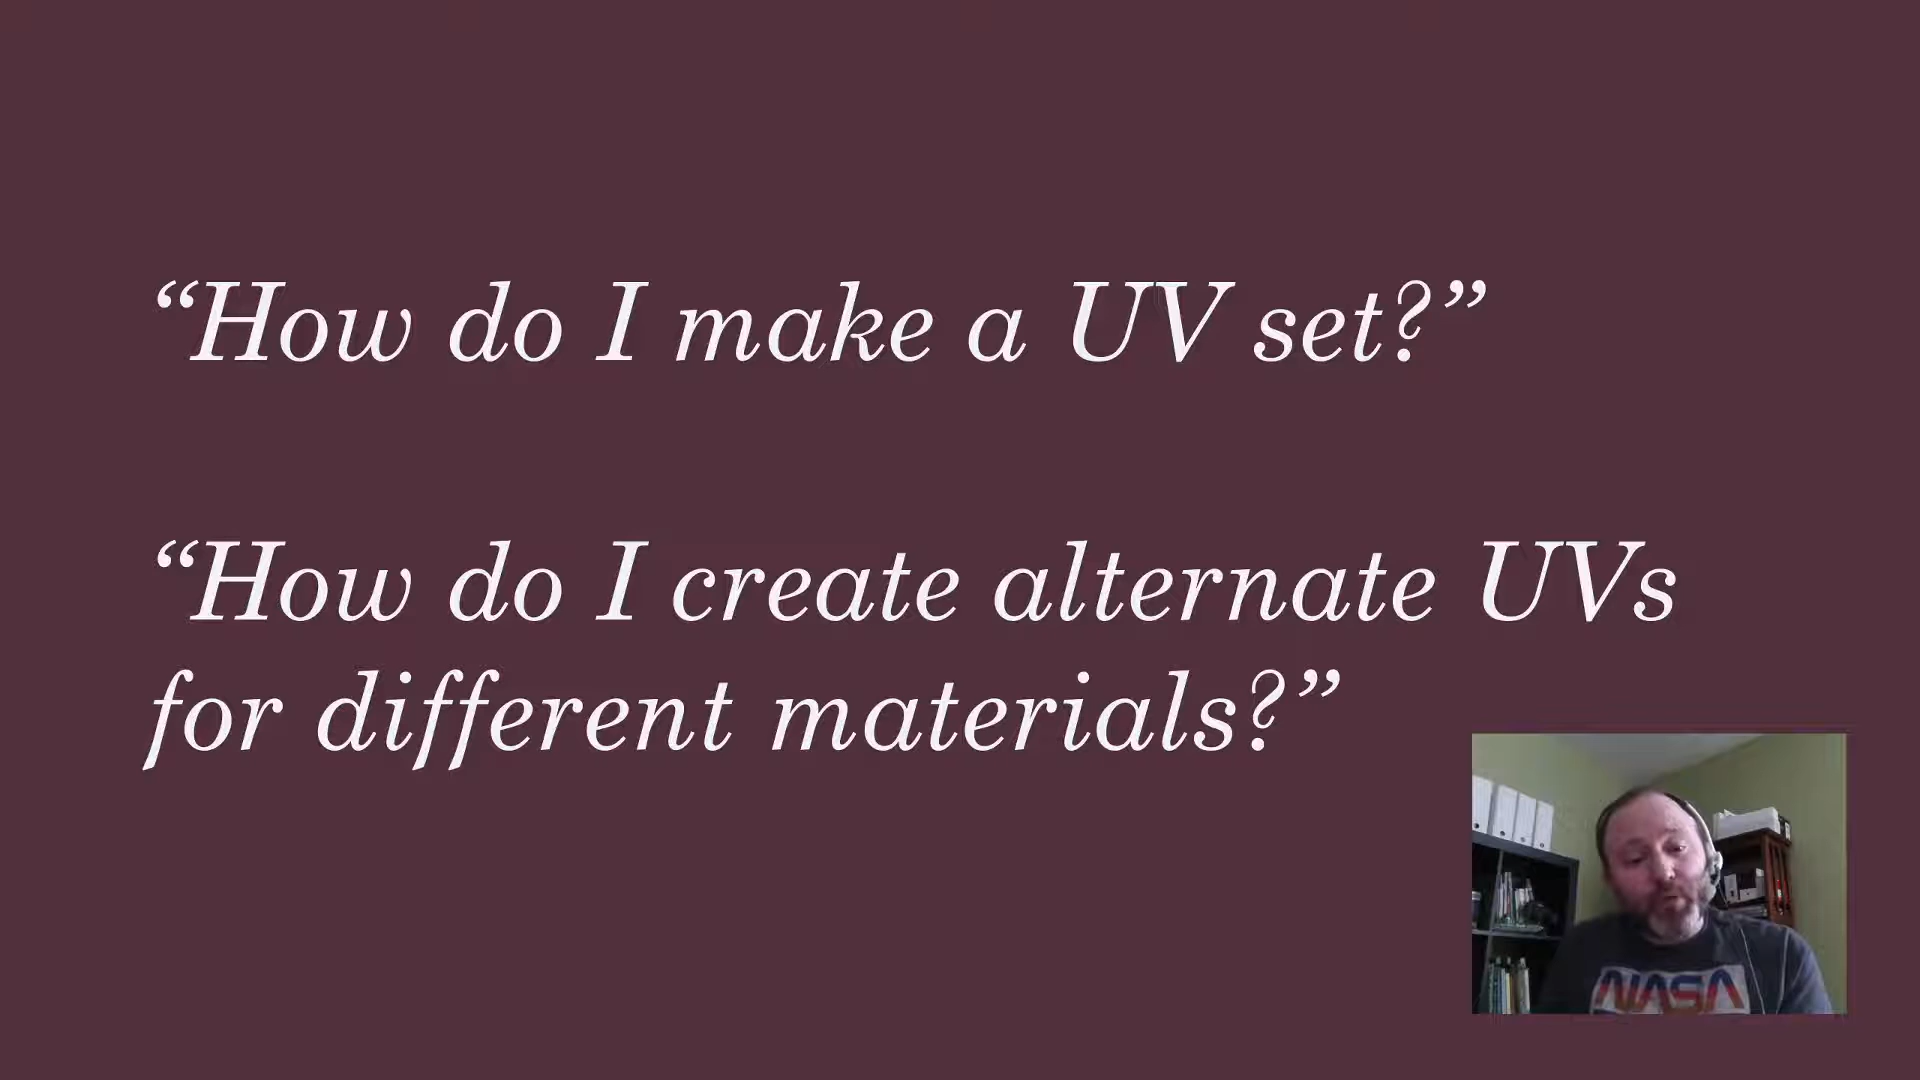 “How do I make a UV set?”
“How do I create alternate UVs
for different materials?”
NASA